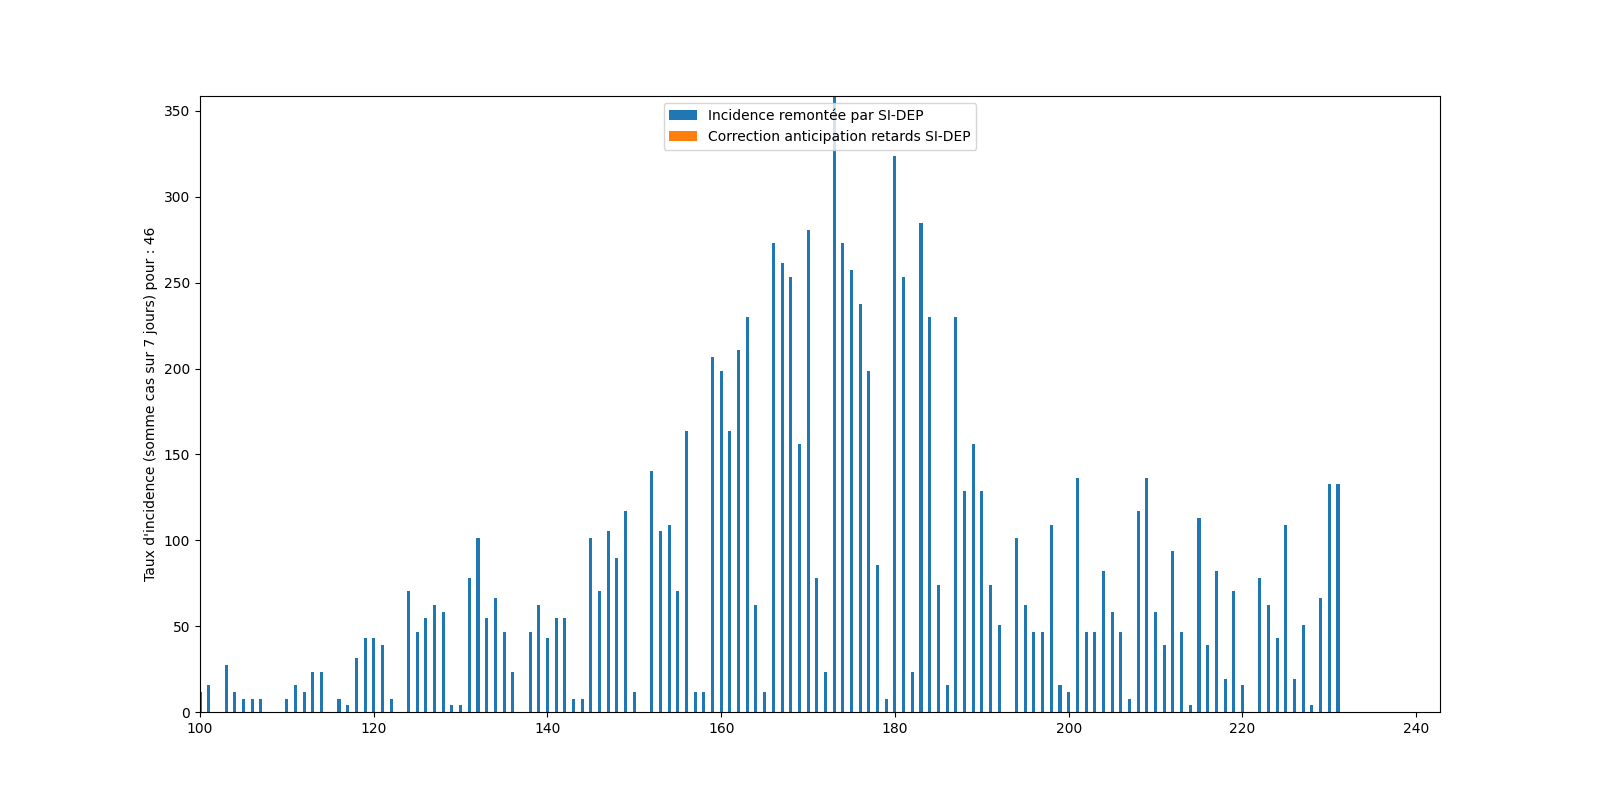 Incidence remontée par SI-DEP
Correction anticipation retards SI-DEP
Taux d'incidence (somme cas sur 7 jours) pour : 46
350
300
250
200
150
100
50
0
100 120 140 160 180 200 220 240